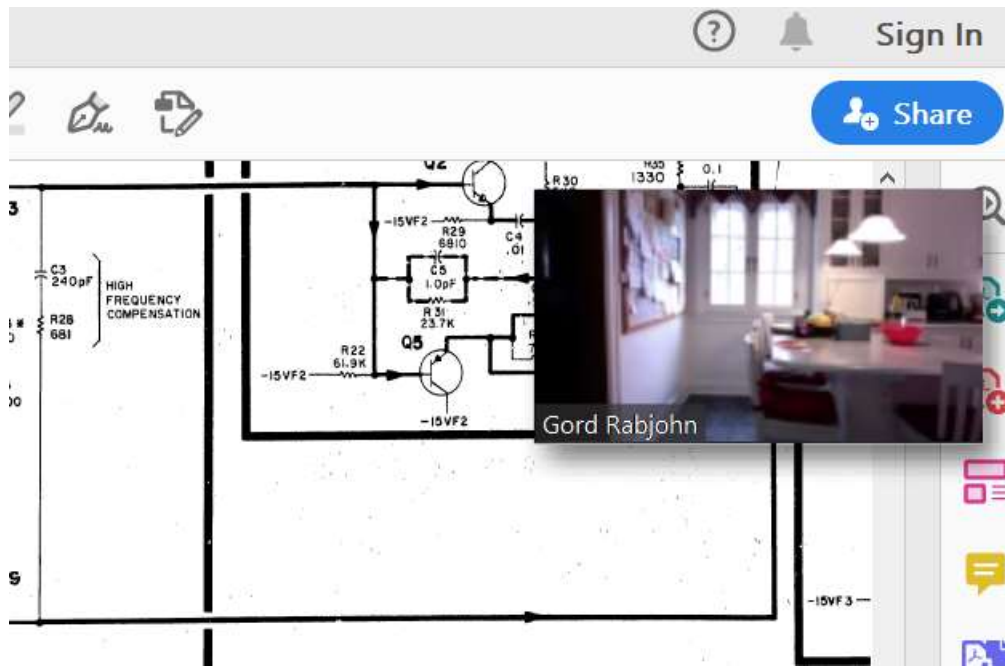 Sign In
Share
Q2
R30
R35
1330
0.1
3
-15VF2
R29
6810
C4
.01
C3
240pF
HIGH
FREQUENCY
COMPENSATION
C5
1.0pF
R28
681
R31
23.7K
Q5
R22
61.9K
-15VF2
-15VF2
Gord Rabjohn
-15VF3